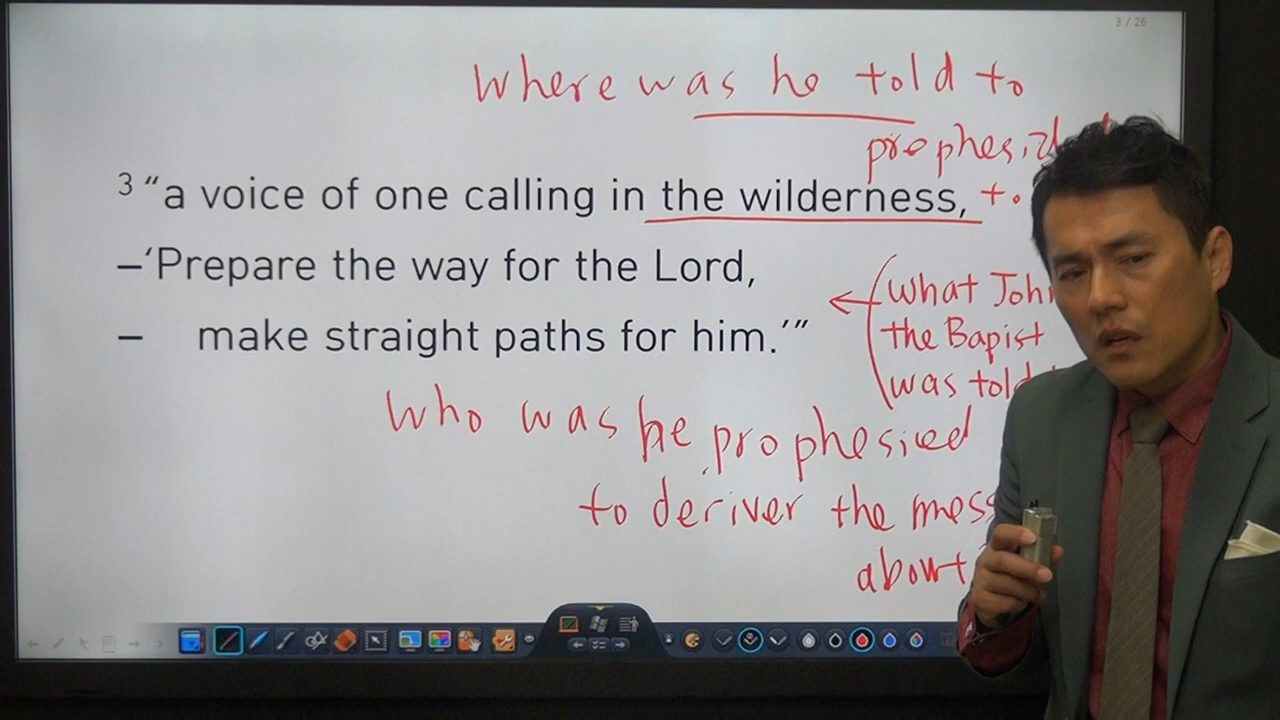 3 / 26
where was he told to
3 “a voice of one calling in the wilderness, to
–‘Prepare the way for the Lord,
– make straight paths for him.’”
what John
the Bapist
was told
who was he prophesied
to deriver the
about